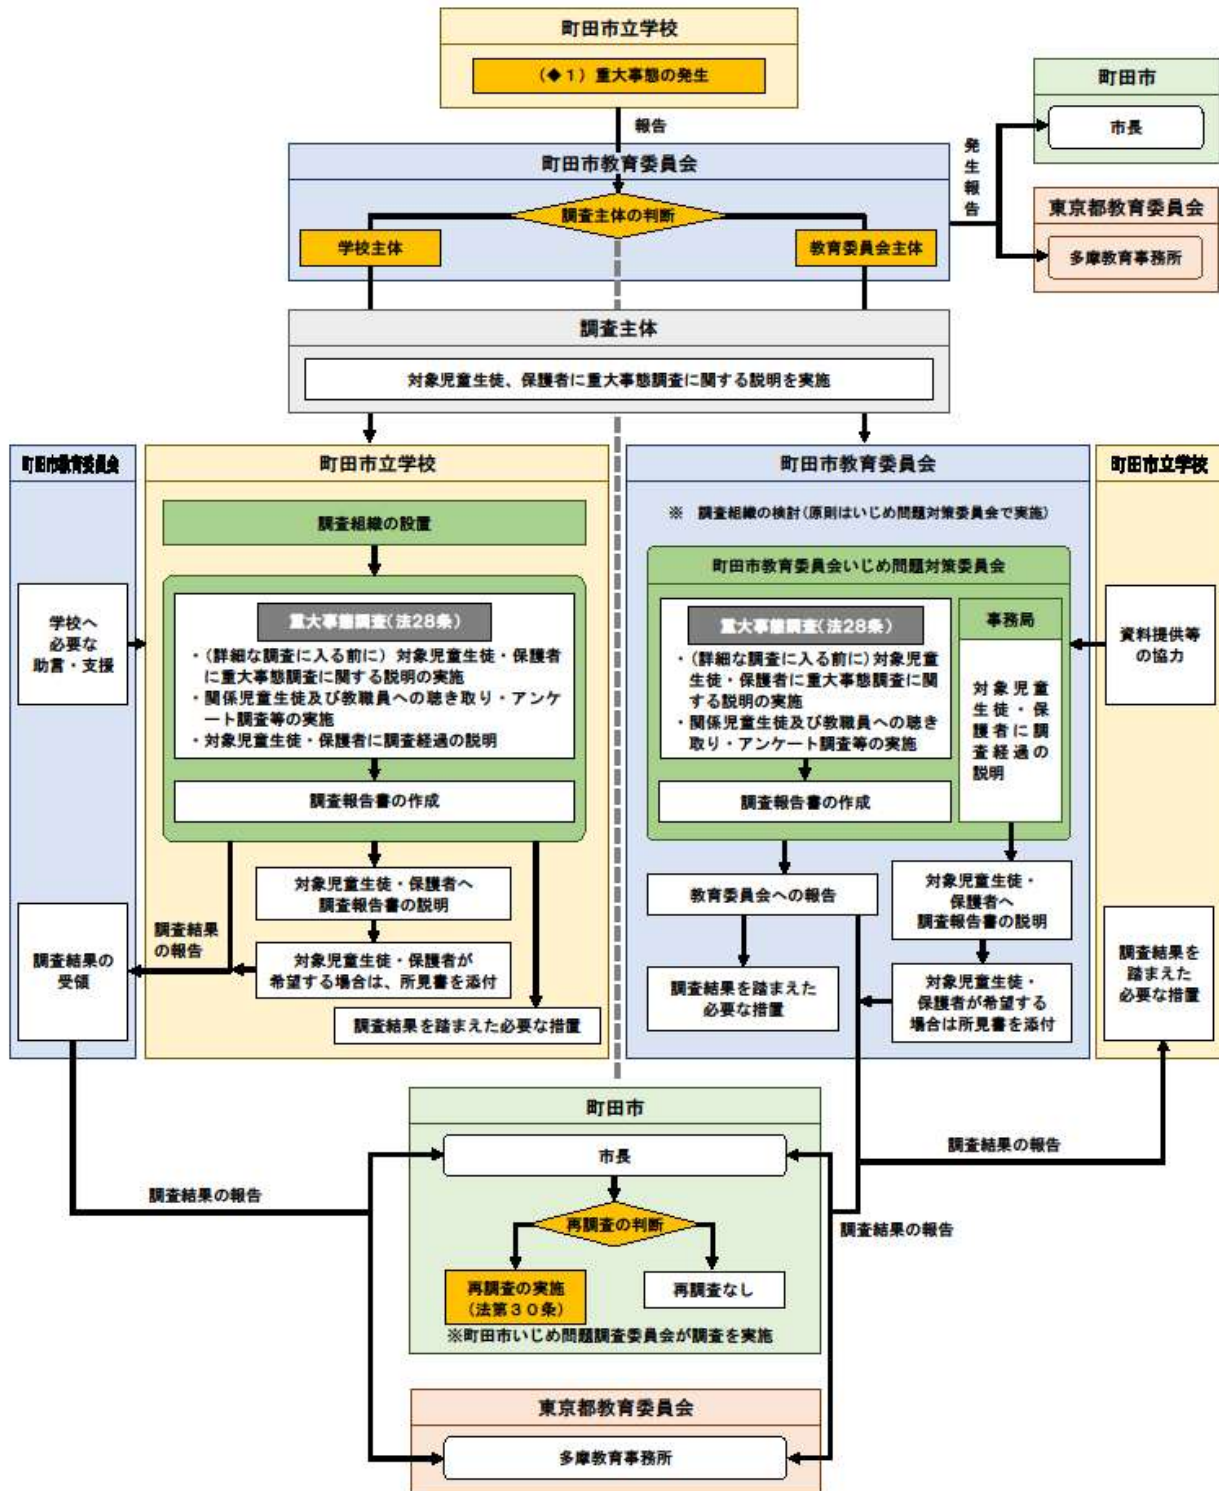 町田市立学校
(◆1)重大事態の発生
報告
町田市教育委員会
調査主体の判断
学校主体
教育委員会主体
発生報告
町田市
市長
東京都教育委員会
多摩教育事務所
調査主体
対象児童生徒、保護者に重大事態調査に関する説明を実施
町田市教育委員会
学校へ
必要な
助言・支援
調査結果の
受領
町田市立学校
調査組織の設置
重大事態調査(法28条)
・(詳細な調査に入る前に)対象児童生徒・保護者
に重大事態調査に関する説明の実施
・関係児童生徒及び教職員への聴き取り・アンケ
ート調査等の実施
・対象児童生徒・保護者に調査経過の説明
調査報告書の作成
対象児童生徒・保護者へ
調査報告書の説明
調査結果
の報告
対象児童生徒・保護者が
希望する場合は、所見書を添付
調査結果を踏まえた必要な措置
町田市教育委員会
※ 調査組織の検討(原則はいじめ問題対策委員会で実施)
町田市教育委員会いじめ問題対策委員会
重大事態調査(法28条)
・(詳細な調査に入る前に)対象児童
生徒・保護者に重大事態調査に関
する説明の実施
・関係児童生徒及び教職員への聴き
取り・アンケート調査等の実施
調査報告書の作成
事務局
対象児童
生徒・保
護者に調
査経過の
説明
教育委員会への報告
調査結果を踏まえた
必要な措置
対象児童生徒・
保護者へ
調査報告書の説明
対象児童生徒・
保護者が希望する
場合は所見書を添付
町田市立学校
資料提供等
の協力
調査結果を
踏まえた
必要な措置
調査結果の報告
調査結果の報告
調査結果の報告
町田市
市長
再調査の判断
再調査の実施
(法第30条)
再調査なし
※町田市いじめ問題調査委員会が調査を実施
東京都教育委員会
多摩教育事務所